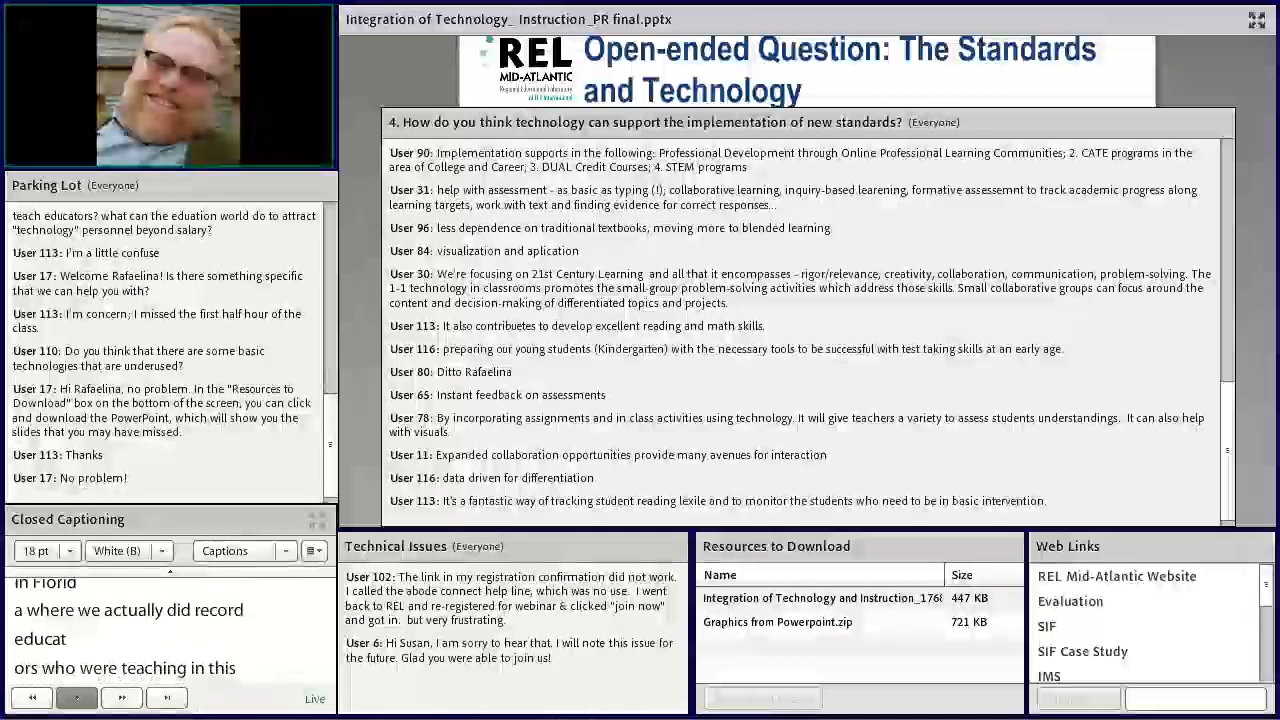 Integration of Technology_ Instruction_PR final.pptx
REL
MID-ATLANTIC
Regional Educational Laboratory
Open-ended Question: The Standards
and Technology
4. How do you think technology can support the implementation of new standards? (Everyone)
User 90: Implementation supports in the following: Professional Development through Online Professional Learning Communities; 2. CATE programs in the
area of College and Career; 3. DUAL Credit Courses; 4. STEM programs
User 31: help with assessment - as basic as typing (!); collaborative learning, inquiry-based learening, formative assessemnt to track academic progress along
learning targets, work with text and finding evidence for correct responses...
User 96: less dependence on traditional textbooks, moving more to blended learning
User 84: visualization and aplication
User 30: We're focusing on 21st Century Learning and all that it encompasses - rigor/relevance, creativity, collaboration, communication, problem-solving. The
1-1 technology in classrooms promotes the small-group problem-solving activities which address those skills. Small collaborative groups can focus around the
content and decision-making of differentiated topics and projects.
User 113: It also contribuetes to develop excellent reading and math skills.
User 116: preparing our young students (Kindergarten) with the necessary tools to be successful with test taking skills at an early age.
User 80: Ditto Rafaelina
User 65: Instant feedback on assessments
User 78: By incorporating assignments and in class activities using technology. It will give teachers a variety to assess students understandings. It can also help
with visuals.
User 11: Expanded collaboration opportunities provide many avenues for interaction
User 116: data driven for differentiation
User 113: It's a fantastic way of tracking student reading lexile and to monitor the students who need to be in basic intervention.
Parking Lot (Everyone)
teach educators? what can the eduation world do to attract
"technology" personnel beyond salary?
User 113: I'm a little confuse
User 17: Welcome Rafaelina! Is there something specific
that we can help you with?
User 113: I'm concern; I missed the first half hour of the
class.
User 110: Do you think that there are some basic
technologies that are underused?
User 17: Hi Rafaelina, no problem. In the "Resources to
Download" box on the bottom of the screen, you can click
and download the PowerPoint, which will show you the
slides that you may have missed.
User 113: Thanks
User 17: No problem!
Closed Captioning
18 pt
White (B)
Captions
in Florid
a where we actually did record
educat
ors who were teaching in this
Live
Technical Issues (Everyone)
User 102: The link in my registration confirmation did not work.
I called the abode connect help line, which was no use. I went
back to REL and re-registered for webinar & clicked "join now"
and got in. but very frustrating.
User 6: Hi Susan, I am sorry to hear that. I will note this issue for
the future. Glad you were able to join us!
Resources to Download
Name Size
Integration of Technology and Instruction_176 447 KB
Graphics from Powerpoint.zip 721 KB
Web Links
REL Mid-Atlantic Website
Evaluation
SIF
SIF Case Study
IMS